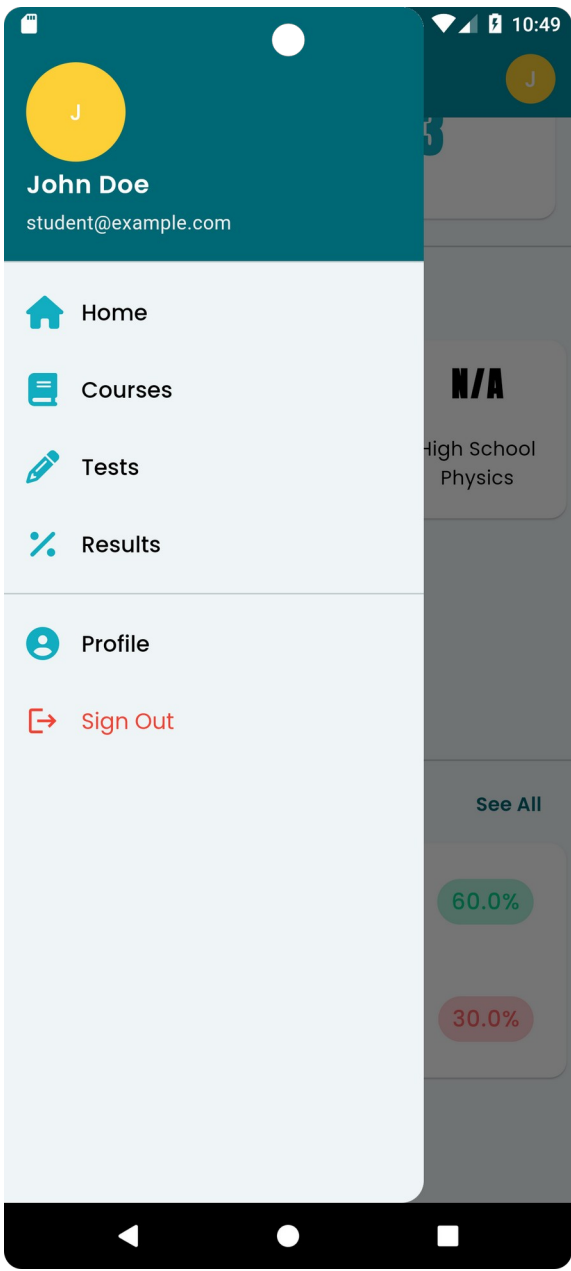 10:49
J
J
John Doe
student@example.com
Home
Courses
Tests
Results
Profile
Sign Out
3
N/A
High School
Physics
See All
60.0%
30.0%